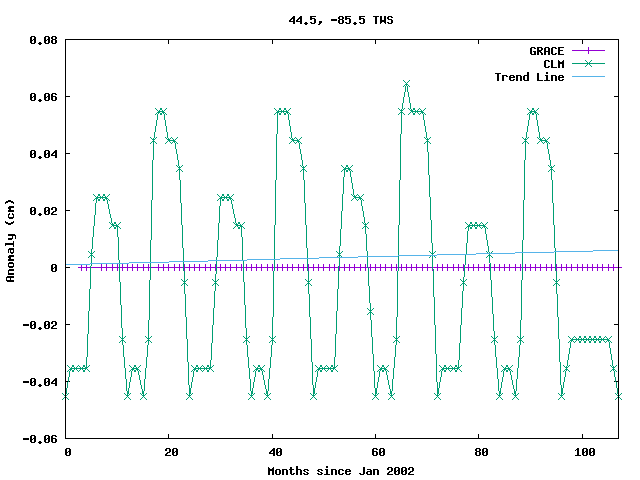 44.5, -85.5 TWS
0.08
0.06
0.04
0.02
0
-0.02
-0.04
-0.06
Anomaly (cm)
GRACE
CLM
Trend Line
0 20 40 60 80 100
Months since Jan 2002